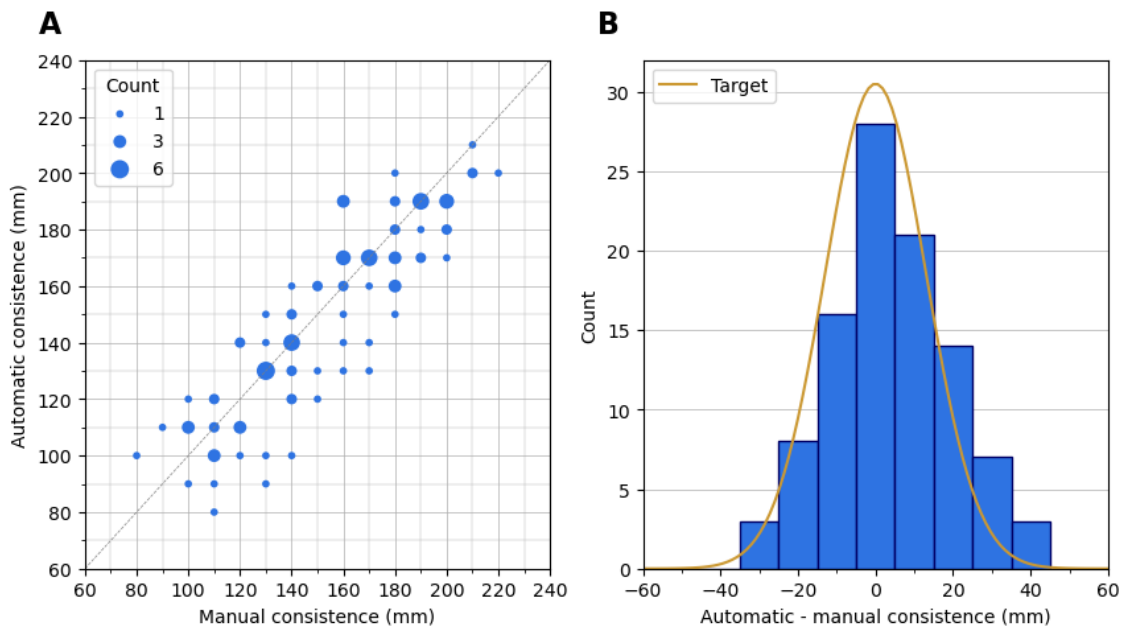 A
Count
1
3
6
240
220
200
180
160
140
120
100
80
60
Automatic consistence (mm)
60 80 100 120 140 160 180 200 220 240
Manual consistence (mm)
B
Target
30
25
20
15
10
5
0
Count
−60 −40 −20 0 20 40 60
Automatic - manual consistence (mm)